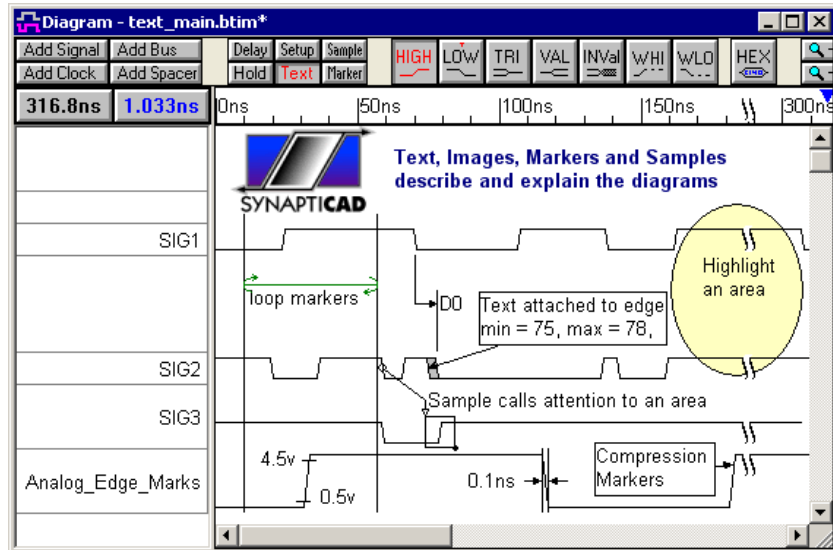 Diagram - text_main.btim*
Add Signal Add Bus Delay Setup Sample HIGH LOW TRI VAL INVal WHI WLO HEX
Add Clock Add Spacer Hold Text Marker
316.8ns 1.033ns 0ns 50ns 100ns 150ns 300ns
Text, Images, Markers and Samples
describe and explain the diagrams
SYNAPTICAD
SIG1
Highlight
an area
loop markers
D0
Text attached to edge
min = 75, max = 78,
SIG2
Sample calls attention to an area
SIG3
4.5v
0.5v
0.1ns
Compression
Markers
Analog_Edge_Marks